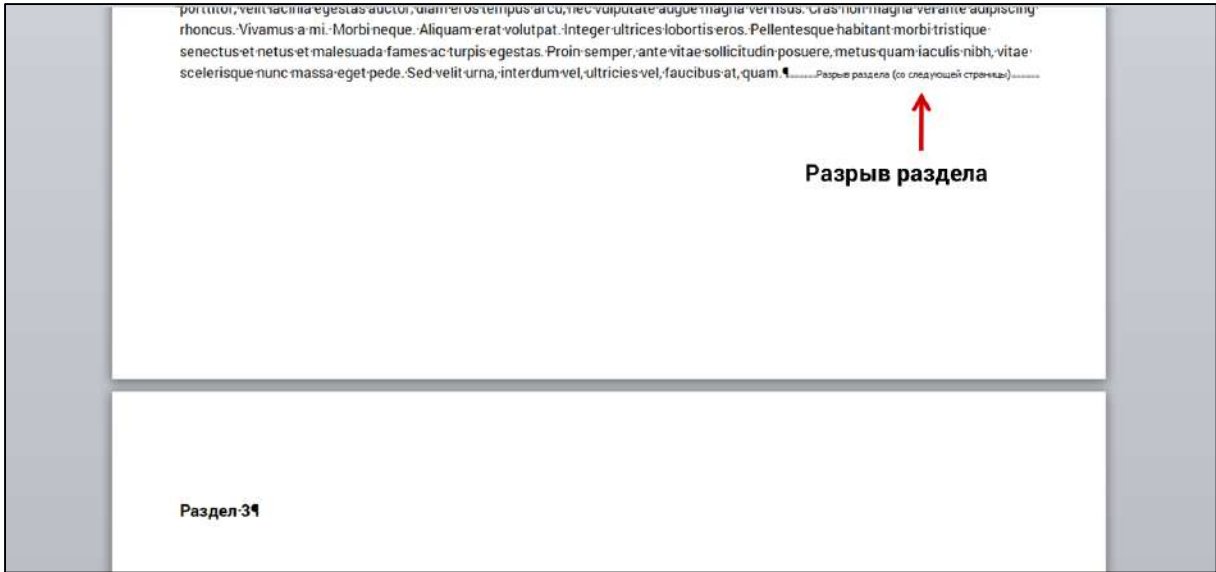 porttitor, velit lacinia egestas auctor, diam eros tempus arcu, nec vulputate augue magna vel risus. Cras non magna vel ante adipiscing
rhoncus. Vivamus a mi. Morbi neque. Aliquam erat volutpat. Integer ultrices lobortis eros. Pellentesque habitant morbi tristique
senectus et netus et malesuada fames ac turpis egestas. Proin semper, ante vitae sollicitudin posuere, metus quam iaculis nibh, vitae
scelerisque nunc massa eget pede. Sed velit urna, interdum vel, ultricies vel, faucibus at, quam.¶ Разрыв раздела (со следующей страницы)
Разрыв раздела
Раздел 3¶